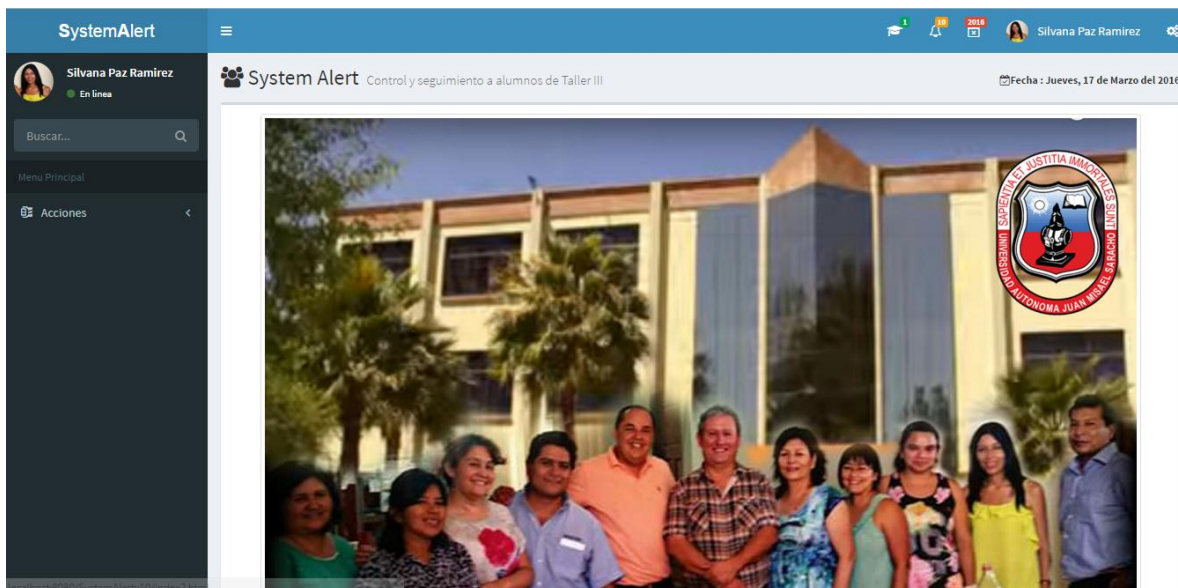 SystemAlert
1
10
2016
Silvana Paz Ramirez
Silvana Paz Ramirez
En linea
System Alert Control y seguimiento a alumnos de Taller III
Fecha : Jueves, 17 de Marzo del 2016
Buscar...
Menu Principal
Acciones
SAPIENTIA ET JUSTITIA IMMORTALES SUNT
UNIVERSIDAD AUTONOMA JUAN MISAEL SARACHO